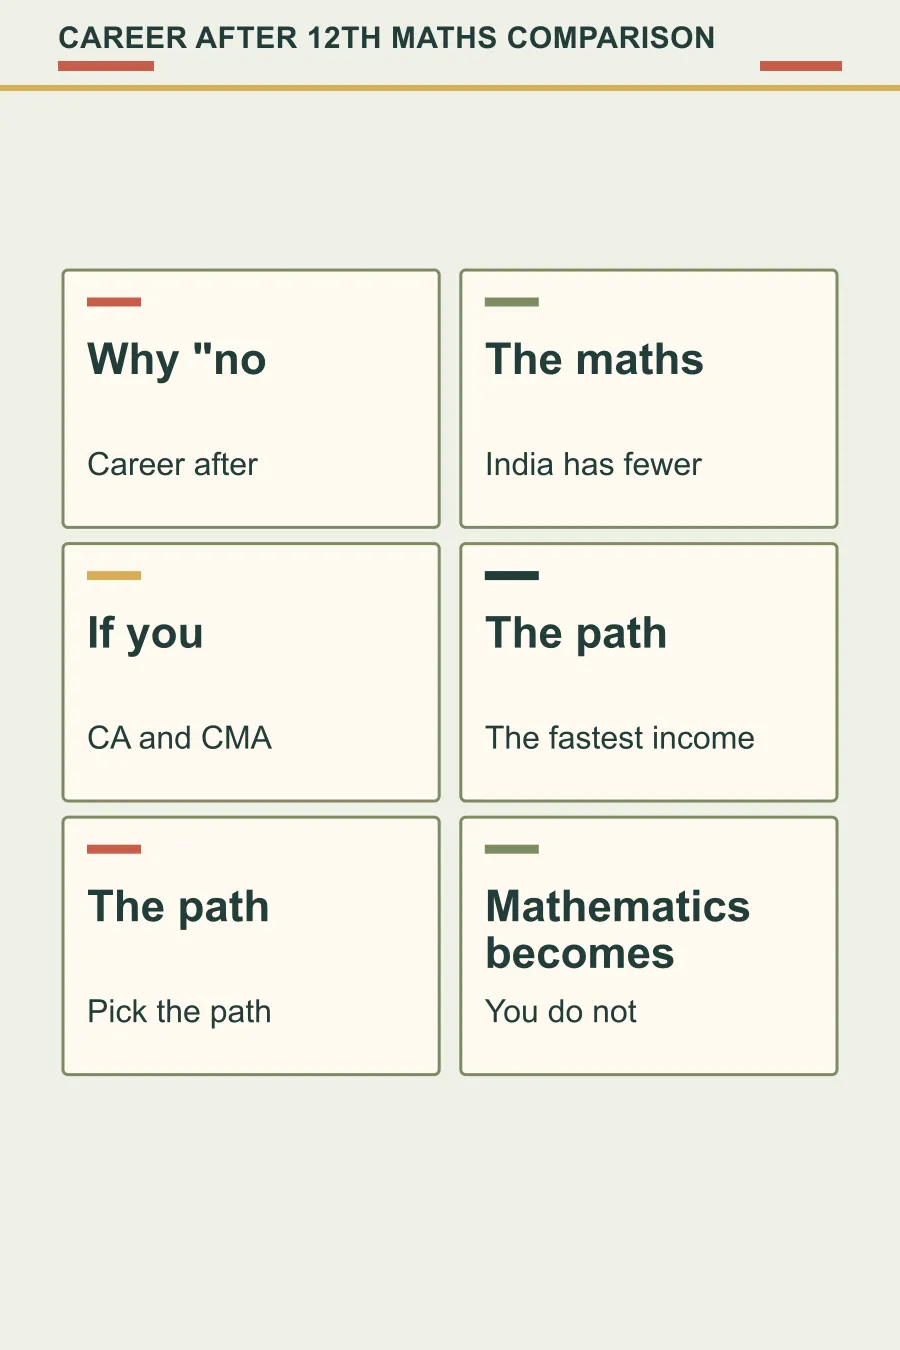 CAREER AFTER 12TH MATHS COMPARISON
Why "no
Career after
The maths
India has fewer
If you
CA and CMA
The path
The fastest income
The path
Pick the path
Mathematics
becomes
You do not